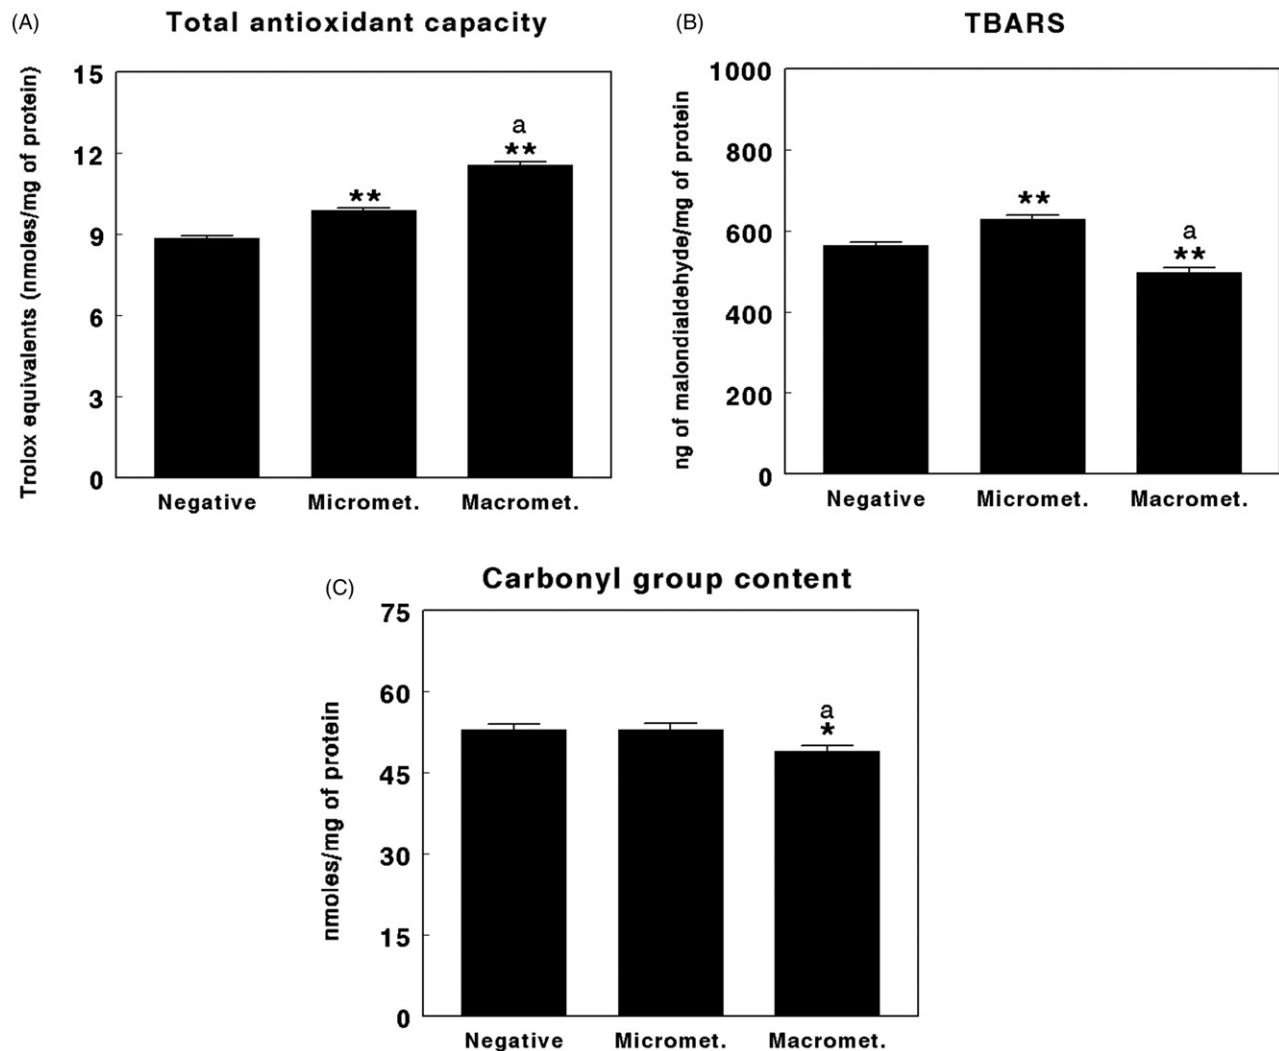 (A)
Total antioxidant capacity
Trolox equivalents (nmoles/mg of protein)
15
12
9
6
3
0
**
a
**
Negative Micromet. Macromet.
(B)
TBARS
ng of malondialdehyde/mg of protein
1000
800
600
400
200
0
**
a
**
Negative Micromet. Macromet.
(C)
Carbonyl group content
nmoles/mg of protein
75
60
45
30
15
0
a
*
Negative Micromet. Macromet.